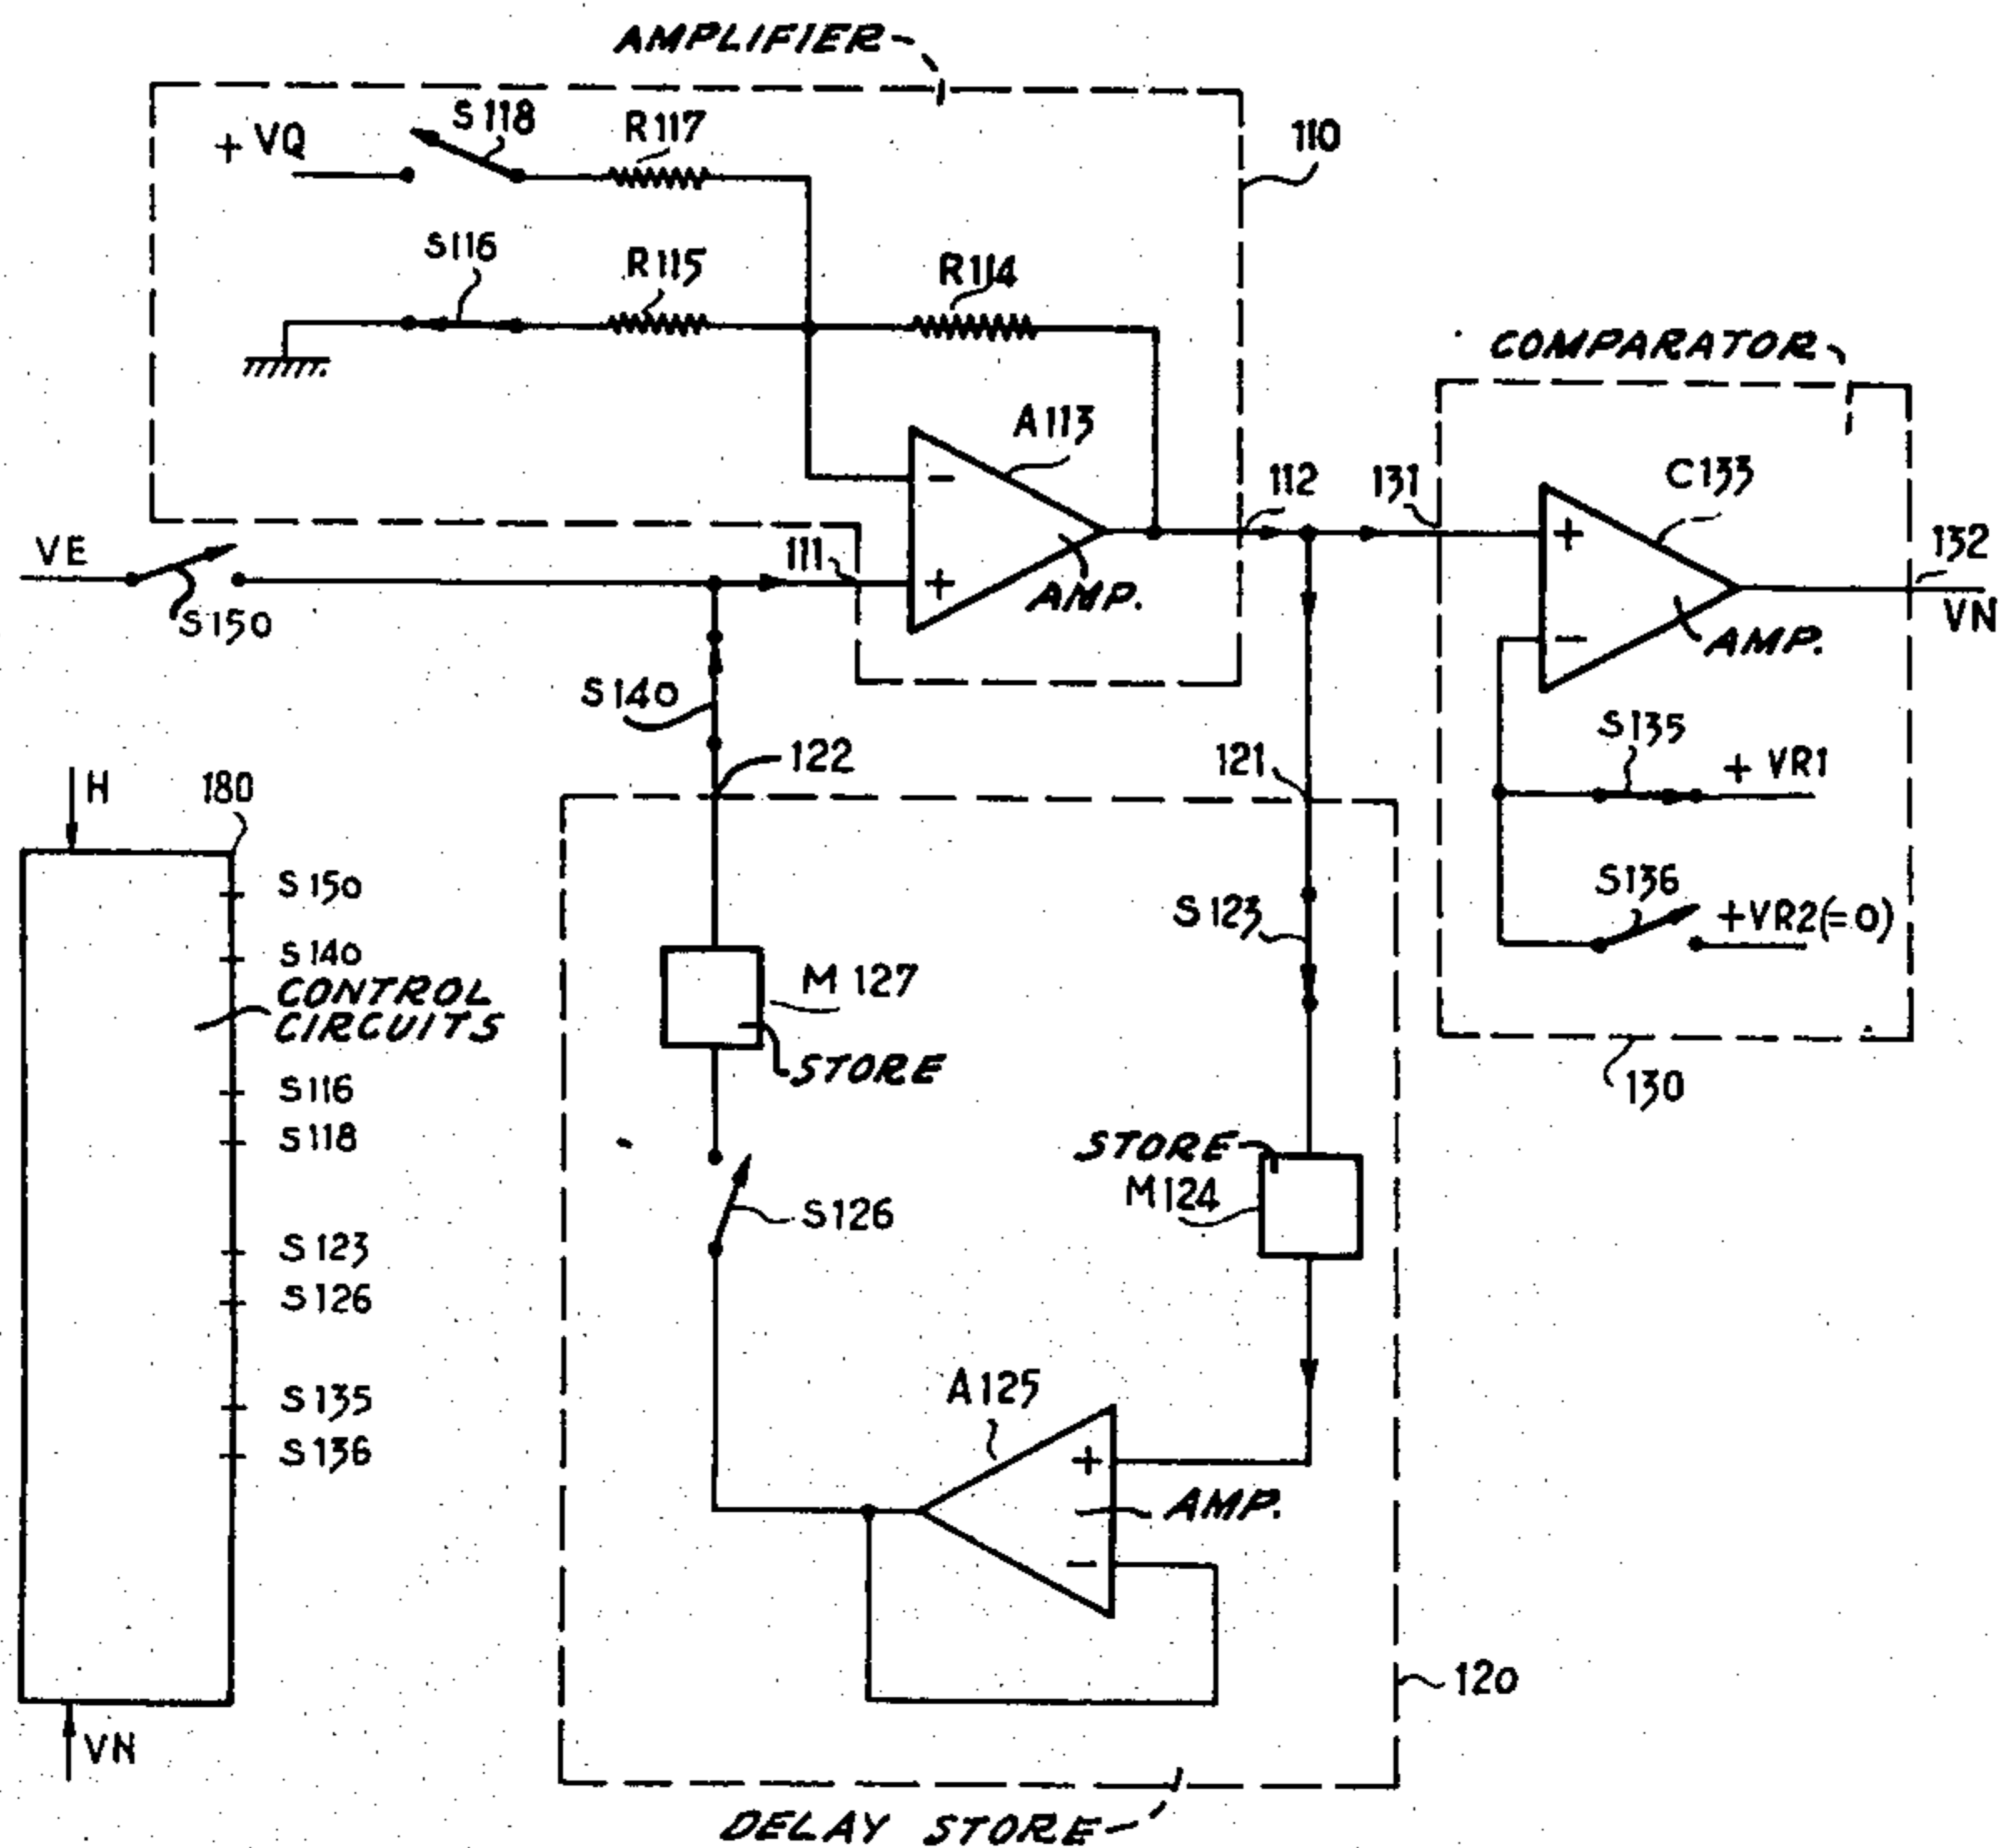 AMPLIFIER
S118
R117
+ VQ
110
S116
R115
R114
COMPARATOR
A113
-
112
131
C133
+
132
VE
111
+
AMP.
VN
S150
-
AMP.
S140
S135
122
121
+ VR1
H
180
S150
S136
S123
+VR2(=0)
S140
M 127
CONTROL
CIRCUITS
STORE
S116
130
S118
STORE
M124
S126
S123
S126
A125
S135
S136
+
AMP.
-
120
VN
DELAY STORE